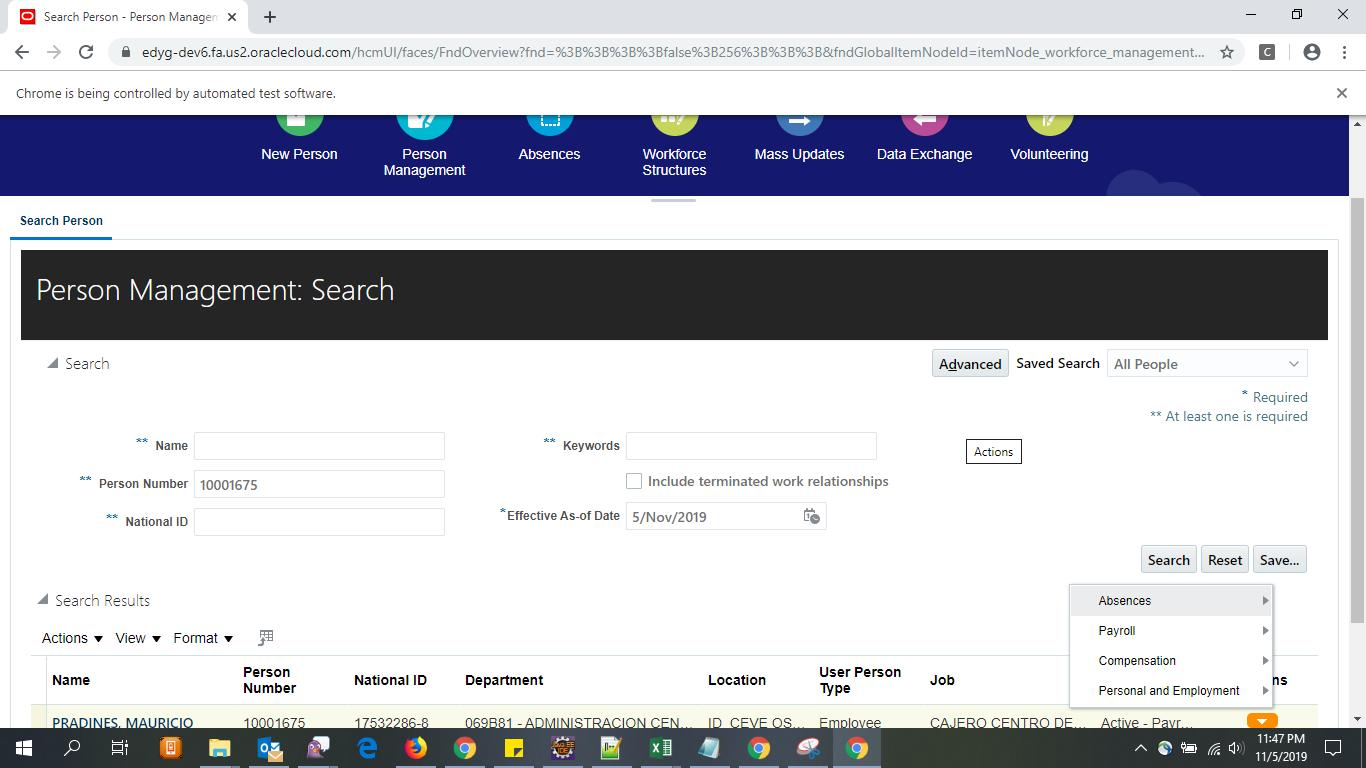 Search Person - Person Managem
edyg-dev6.fa.us2.oraclecloud.com/hcmUI/faces/FndOverview?fnd=%3B%3B%3B%3Bfalse%3B256%3B%3B%3B&fndGlobalItemNodeId=itemNode_workforce_management...
Chrome is being controlled by automated test software.
New Person
Person Management
Absences
Workforce Structures
Mass Updates
Data Exchange
Volunteering
Search Person
Person Management: Search
Search
Advanced Saved Search All People
* Required
** At least one is required
** Name
** Keywords
Actions
** Person Number 10001675
Include terminated work relationships
** National ID
*Effective As-of Date 5/Nov/2019
Search Reset Save...
Search Results
Absences
Payroll
Compensation
Personal and Employment
Actions View Format
Name Person Number National ID Department Location User Person Type Job ns
PRADINES, MAURICIO 10001675 17532286-8 069B81 - ADMINISTRACION CEN... ID_CEVE OS... Employee CAJERO CENTRO DE... Active - Payr...
11:47 PM
11/5/2019